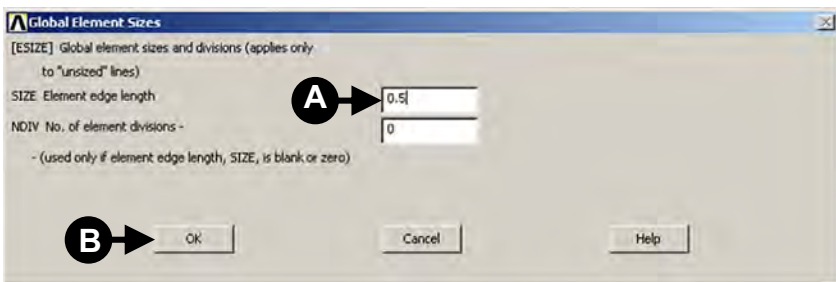 Global Element Sizes
[ESIZE] Global element sizes and divisions (applies only
to "unsized" lines)
SIZE Element edge length
A
0.5
NDIV No. of element divisions -
0
- (used only if element edge length, SIZE, is blank or zero)
B
OK
Cancel
Help